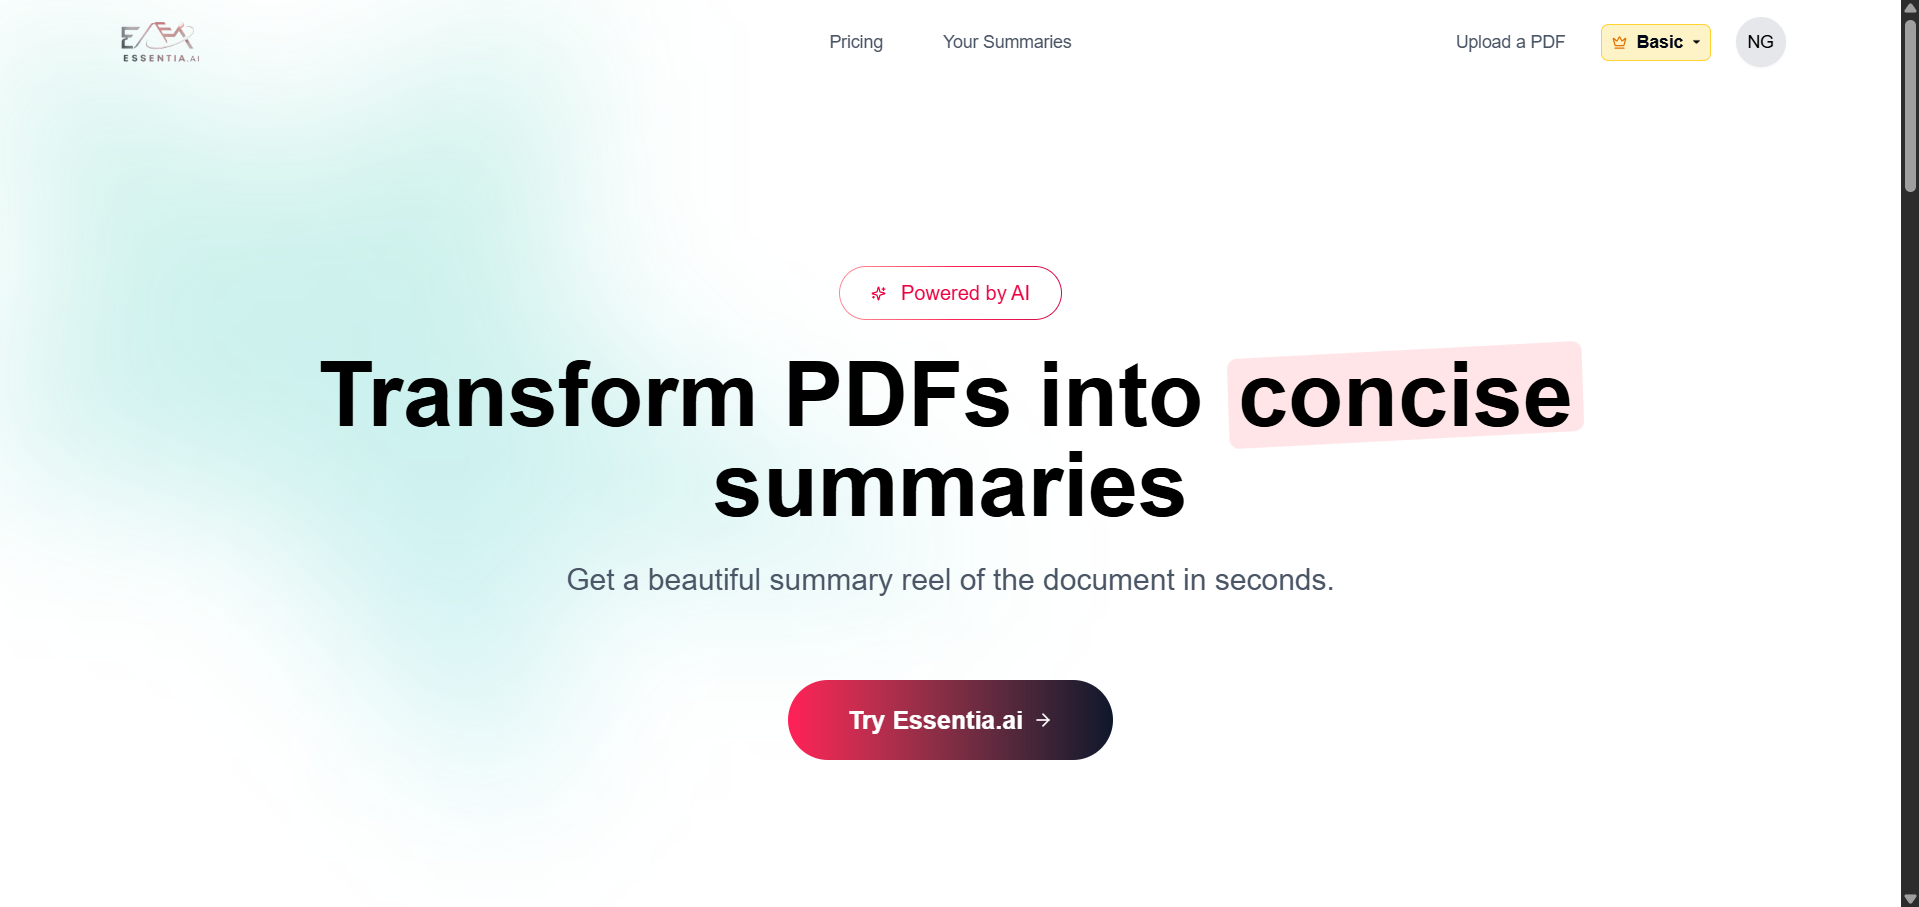 ESSENTIA.AI
Pricing
Your Summaries
Upload a PDF
Basic
NG
Powered by AI
Transform PDFs into concise
summaries
Get a beautiful summary reel of the document in seconds.
Try Essentia.ai →